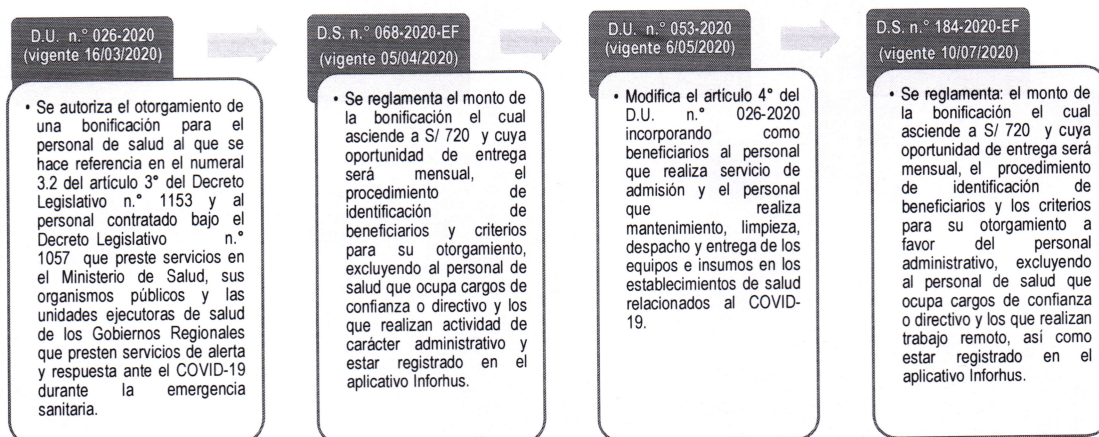 D.U. n.° 026-2020
(vigente 16/03/2020)
• Se autoriza el otorgamiento de
una bonificación para el
personal de salud al que se
hace referencia en el numeral
3.2 del artículo 3° del Decreto
Legislativo n.° 1153 y al
personal contratado bajo el
Decreto Legislativo n.°
1057 que preste servicios en
el Ministerio de Salud, sus
organismos públicos y las
unidades ejecutoras de salud
de los Gobiernos Regionales
que presten servicios de alerta
y respuesta ante el COVID-19
durante la emergencia
sanitaria.
D.S. n.° 068-2020-EF
(vigente 05/04/2020)
• Se reglamenta el monto de
la bonificación el cual
asciende a S/ 720 y cuya
oportunidad de entrega
será mensual, el
procedimiento de
identificación de
beneficiarios y criterios
para su otorgamiento,
excluyendo al personal de
salud que ocupa cargos de
confianza o directivo y los
que realizan actividad de
carácter administrativo y
estar registrado en el
aplicativo Inforhus.
D.U. n.° 053-2020
(vigente 6/05/2020)
• Modifica el artículo 4° del
D.U. n.° 026-2020
incorporando como
beneficiarios al personal
que realiza servicio de
admisión y el personal
que realiza
mantenimiento, limpieza,
despacho y entrega de los
equipos e insumos en los
establecimientos de salud
relacionados al COVID-
19.
D.S. n.° 184-2020-EF
(vigente 10/07/2020)
• Se reglamenta: el monto de
la bonificación el cual
asciende a S/ 720 y cuya
oportunidad de entrega será
mensual, el procedimiento
de identificación de
beneficiarios y los criterios
para su otorgamiento a
favor del personal
administrativo, excluyendo
al personal de salud que
ocupa cargos de confianza
o directivo y los que realizan
trabajo remoto, así como
estar registrado en el
aplicativo Inforhus.